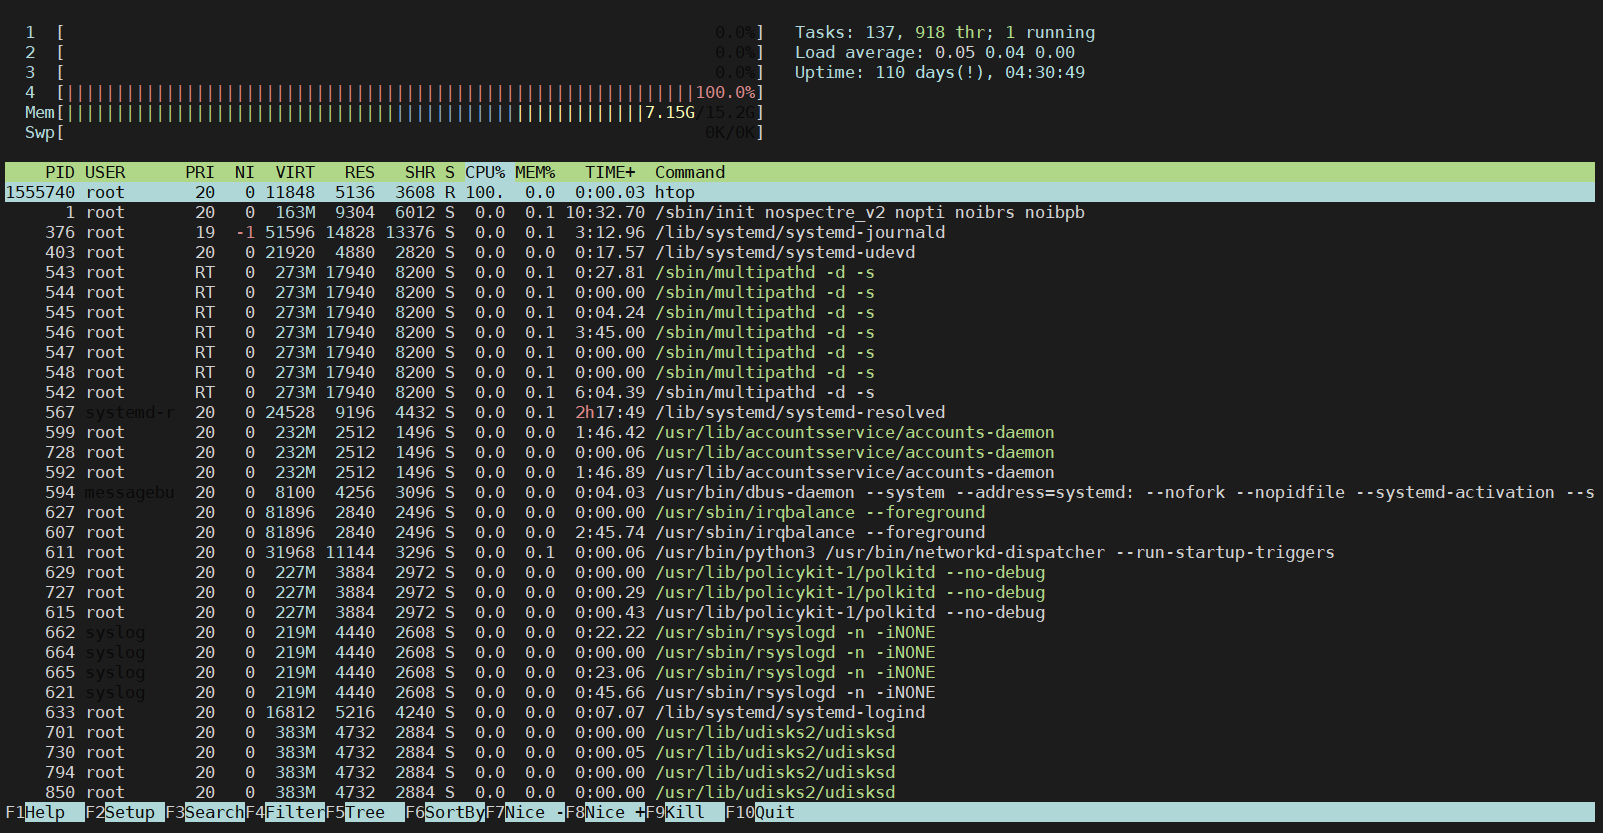 1 [ 0.0%] Tasks: 137, 918 thr; 1 running
2 [ 0.0%] Load average: 0.05 0.04 0.00
3 [ 0.0%] Uptime: 110 days(!), 04:30:49
4 [|||||||||||||||||||||||||||||||||||||||||||||||||||||||||||||||100.0%]
Mem[||||||||||||||||||||||||||||||||||||||||||||||||||||||||||7.15G/15.2G]
Swp[ 0K/0K]
PID USER PRI NI VIRT RES SHR S CPU% MEM% TIME+ Command
1555740 root 20 0 11848 5136 3608 R 100. 0.0 0:00.03 htop
1 root 20 0 163M 9304 6012 S 0.0 0.1 10:32.70 /sbin/init nospectre_v2 nopti noibrs noibpb
376 root 19 -1 51596 14828 13376 S 0.0 0.1 3:12.96 /lib/systemd/systemd-journald
403 root 20 0 21920 4880 2820 S 0.0 0.0 0:17.57 /lib/systemd/systemd-udevd
543 root RT 0 273M 17940 8200 S 0.0 0.1 0:27.81 /sbin/multipathd -d -s
544 root RT 0 273M 17940 8200 S 0.0 0.1 0:00.00 /sbin/multipathd -d -s
545 root RT 0 273M 17940 8200 S 0.0 0.1 0:04.24 /sbin/multipathd -d -s
546 root RT 0 273M 17940 8200 S 0.0 0.1 3:45.00 /sbin/multipathd -d -s
547 root RT 0 273M 17940 8200 S 0.0 0.1 0:00.00 /sbin/multipathd -d -s
548 root RT 0 273M 17940 8200 S 0.0 0.1 0:00.00 /sbin/multipathd -d -s
542 root RT 0 273M 17940 8200 S 0.0 0.1 6:04.39 /sbin/multipathd -d -s
567 systemd-r 20 0 24528 9196 4432 S 0.0 0.1 2h17:49 /lib/systemd/systemd-resolved
599 root 20 0 232M 2512 1496 S 0.0 0.0 1:46.42 /usr/lib/accountsservice/accounts-daemon
728 root 20 0 232M 2512 1496 S 0.0 0.0 0:00.06 /usr/lib/accountsservice/accounts-daemon
592 root 20 0 232M 2512 1496 S 0.0 0.0 1:46.89 /usr/lib/accountsservice/accounts-daemon
594 messagebu 20 0 8100 4256 3096 S 0.0 0.0 0:04.03 /usr/bin/dbus-daemon --system --address=systemd: --nofork --nopidfile --systemd-activation --s
627 root 20 0 81896 2840 2496 S 0.0 0.0 0:00.00 /usr/sbin/irqbalance --foreground
607 root 20 0 81896 2840 2496 S 0.0 0.0 2:45.74 /usr/sbin/irqbalance --foreground
611 root 20 0 31968 11144 3296 S 0.0 0.1 0:00.06 /usr/bin/python3 /usr/bin/networkd-dispatcher --run-startup-triggers
629 root 20 0 227M 3884 2972 S 0.0 0.0 0:00.00 /usr/lib/policykit-1/polkitd --no-debug
727 root 20 0 227M 3884 2972 S 0.0 0.0 0:00.29 /usr/lib/policykit-1/polkitd --no-debug
615 root 20 0 227M 3884 2972 S 0.0 0.0 0:00.43 /usr/lib/policykit-1/polkitd --no-debug
662 syslog 20 0 219M 4440 2608 S 0.0 0.0 0:22.22 /usr/sbin/rsyslogd -n -iNONE
664 syslog 20 0 219M 4440 2608 S 0.0 0.0 0:00.00 /usr/sbin/rsyslogd -n -iNONE
665 syslog 20 0 219M 4440 2608 S 0.0 0.0 0:23.06 /usr/sbin/rsyslogd -n -iNONE
621 syslog 20 0 219M 4440 2608 S 0.0 0.0 0:45.66 /usr/sbin/rsyslogd -n -iNONE
633 root 20 0 16812 5216 4240 S 0.0 0.0 0:07.07 /lib/systemd/systemd-logind
701 root 20 0 383M 4732 2884 S 0.0 0.0 0:00.00 /usr/lib/udisks2/udisksd
730 root 20 0 383M 4732 2884 S 0.0 0.0 0:00.05 /usr/lib/udisks2/udisksd
794 root 20 0 383M 4732 2884 S 0.0 0.0 0:00.00 /usr/lib/udisks2/udisksd
850 root 20 0 383M 4732 2884 S 0.0 0.0 0:00.00 /usr/lib/udisks2/udisksd
F1Help F2Setup F3SearchF4FilterF5Tree F6SortByF7Nice -F8Nice +F9Kill F10Quit